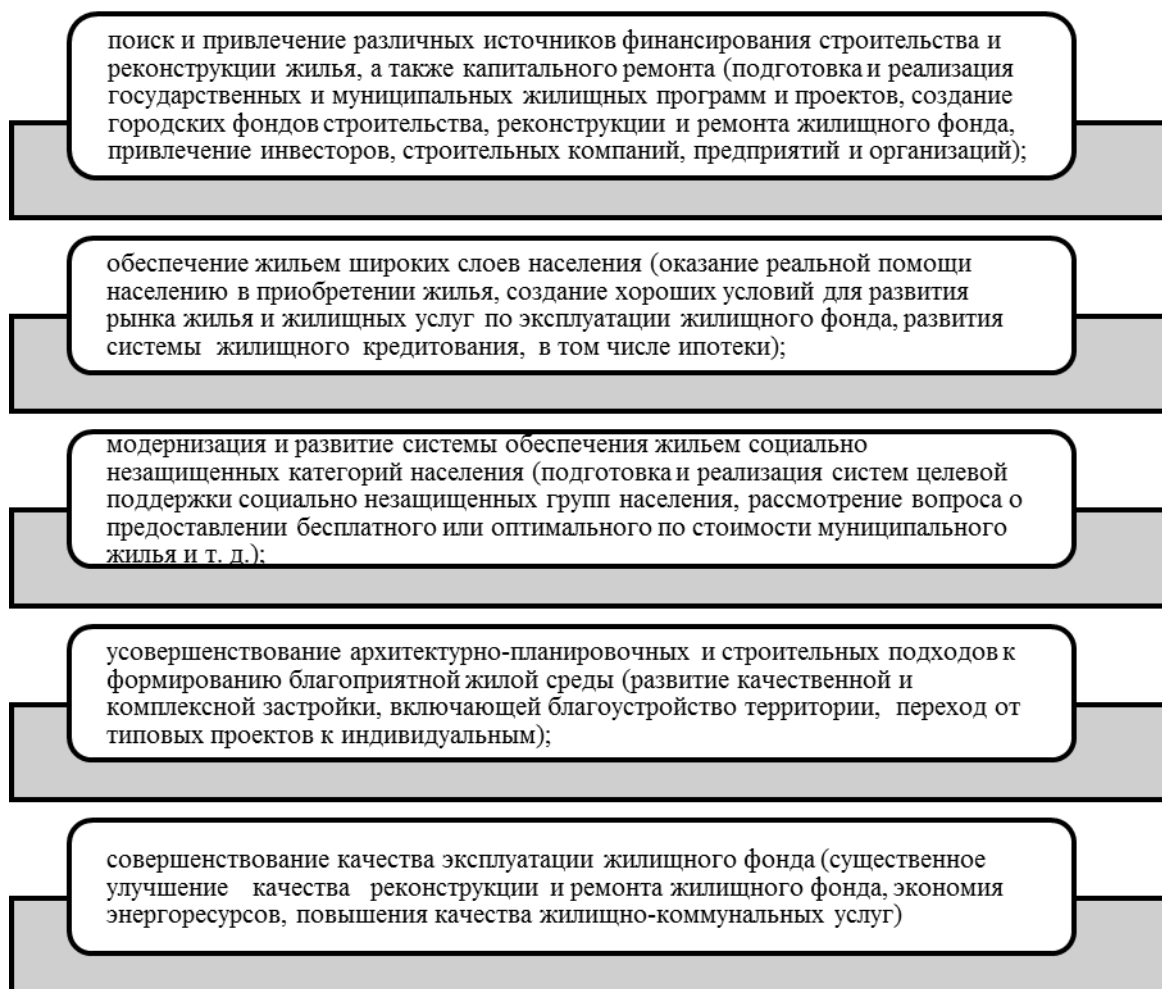 поиск и привлечение различных источников финансирования строительства и
реконструкции жилья, а также капитального ремонта (подготовка и реализация
государственных и муниципальных жилищных программ и проектов, создание
городских фондов строительства, реконструкции и ремонта жилищного фонда,
привлечение инвесторов, строительных компаний, предприятий и организаций);
обеспечение жильем широких слоев населения (оказание реальной помощи
населению в приобретении жилья, создание хороших условий для развития
рынка жилья и жилищных услуг по эксплуатации жилищного фонда, развития
системы жилищного кредитования, в том числе ипотеки);
модернизация и развитие системы обеспечения жильем социально
незащищенных категорий населения (подготовка и реализация систем целевой
поддержки социально незащищенных групп населения, рассмотрение вопроса о
предоставлении бесплатного или оптимального по стоимости муниципального
жилья и т. д.);
усовершенствование архитектурно-планировочных и строительных подходов к
формированию благоприятной жилой среды (развитие качественной и
комплексной застройки, включающей благоустройство территории, переход от
типовых проектов к индивидуальным);
совершенствование качества эксплуатации жилищного фонда (существенное
улучшение качества реконструкции и ремонта жилищного фонда, экономия
энергоресурсов, повышения качества жилищно-коммунальных услуг)